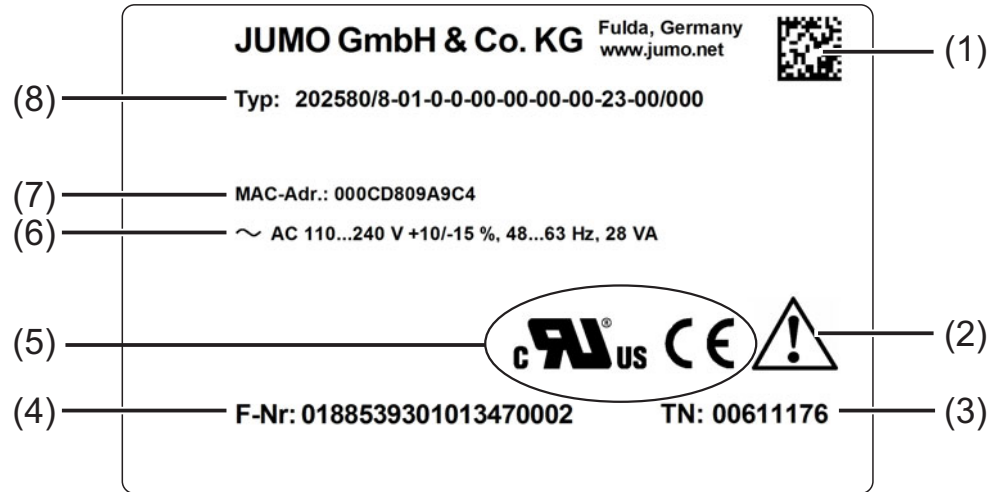 JUMO GmbH & Co. KG Fulda, Germany
www.jumo.net
(1)
(8) Typ: 202580/8-01-0-0-00-00-00-00-23-00/000
(7) MAC-Adr.: 000CD809A9C4
(6) ~ AC 110...240 V +10/-15 %, 48...63 Hz, 28 VA
(5) c RU ® US CE (2)
(4) F-Nr: 0188539301013470002 TN: 00611176 (3)